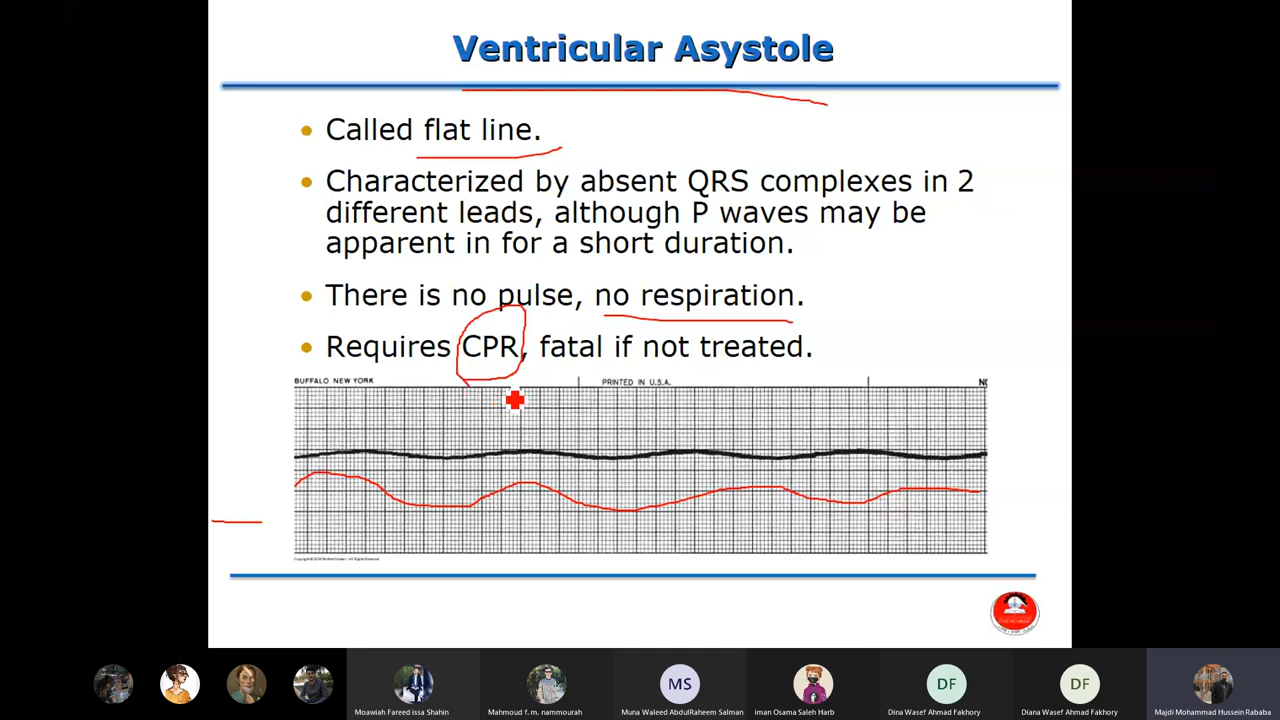 Ventricular Asystole
• Called flat line.
• Characterized by absent QRS complexes in 2
different leads, although P waves may be
apparent in for a short duration.
• There is no pulse, no respiration.
• Requires CPR, fatal if not treated.
BUFFALO NEW YORK PRINTED IN U.S.A. NO
MS DF DF
Moawiah Fareed issa Shahin Mahmoud f. m. nammourah Muna Waleed AbdulRaheem Salman iman Osama Saleh Harb Dina Wasef Ahmad Fakhory Diana Wasef Ahmad Fakhory Majdi Mohammad Hussein Rababa